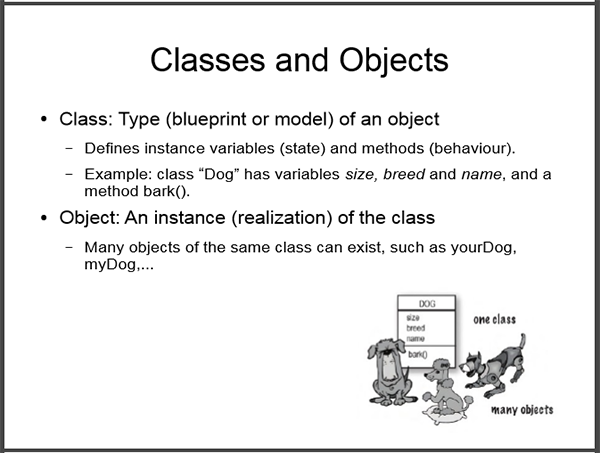 Classes and Objects
• Class: Type (blueprint or model) of an object
– Defines instance variables (state) and methods (behaviour).
– Example: class “Dog” has variables size, breed and name, and a
method bark().
• Object: An instance (realization) of the class
– Many objects of the same class can exist, such as yourDog,
myDog,...
DOG
size
breed
name
bark()
one class
many objects